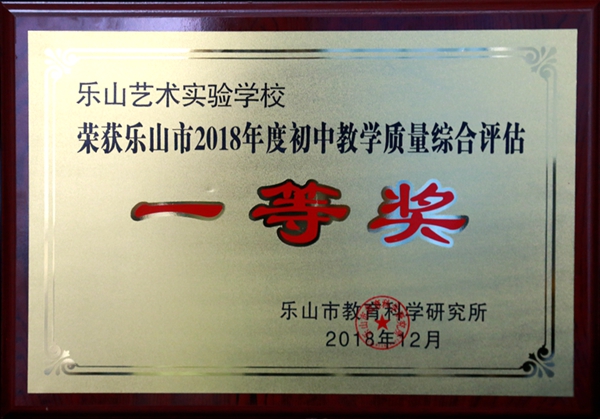 乐山艺术实验学校
荣获乐山市2018年度初中教学质量综合评估
一等奖
乐山市教育科学研究所
2018年12月